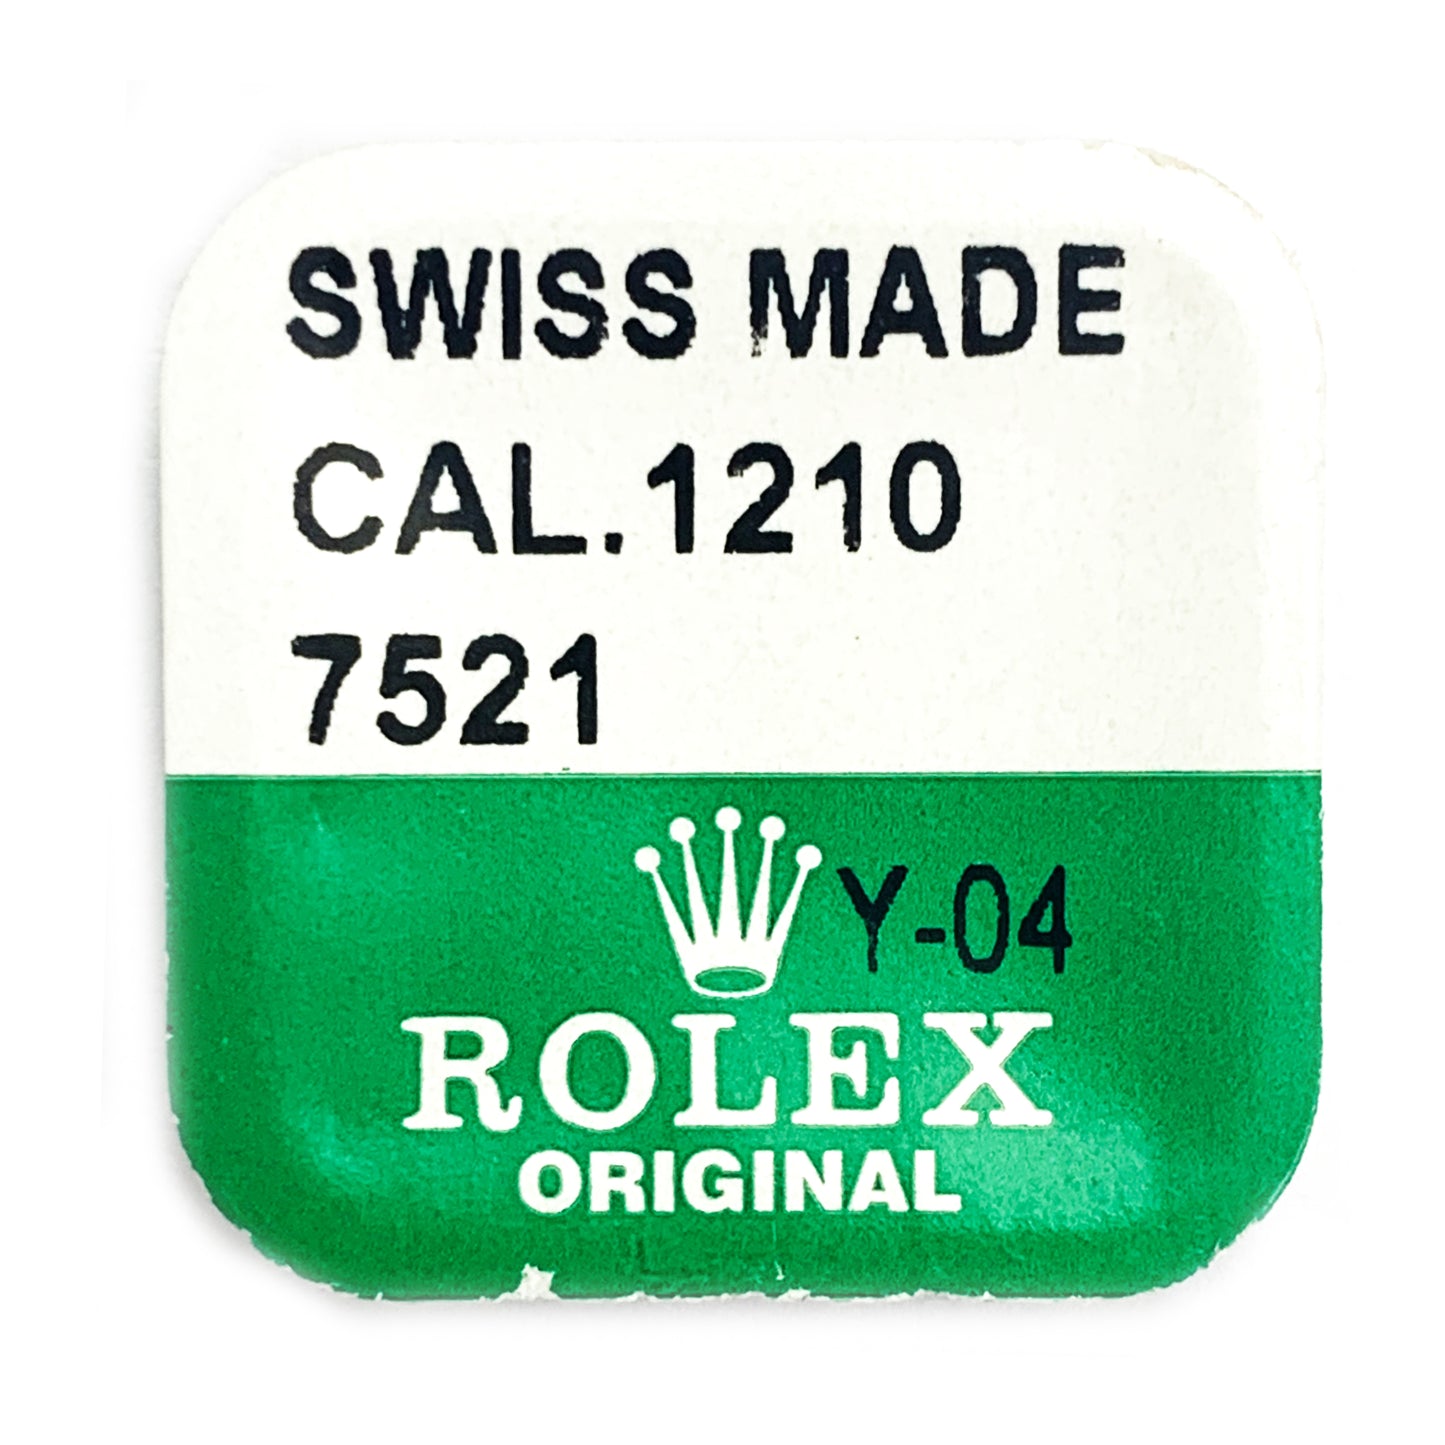 SWISS MADE
CAL.1210
7521
Y-04
ROLEX
ORIGINAL